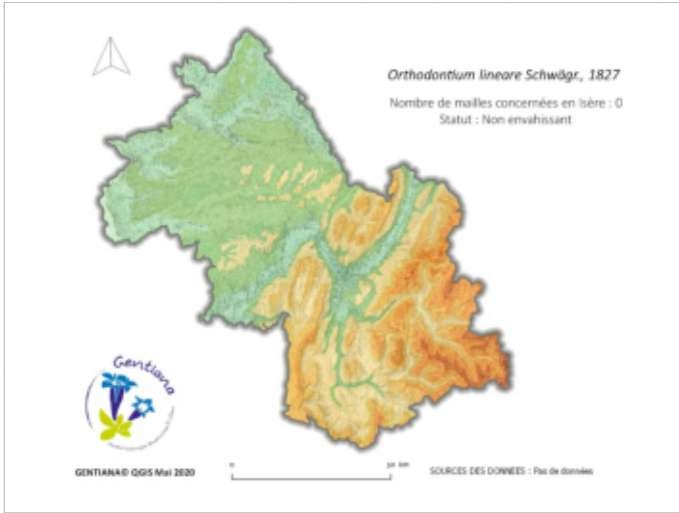 Orthodontium lineare Schwägr., 1827
Nombre de mailles concernées en Isère : 0
Statut : Non envahissant
Gentiana
GENTIANA© QGIS Mai 2020
0
30 km
SOURCES DES DONNEES : Pas de données